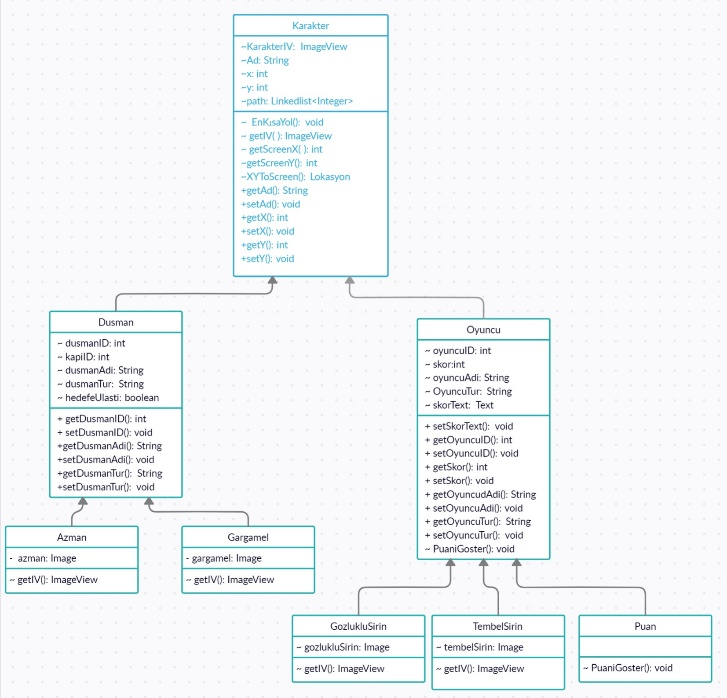 Karakter
~KarakterIV: ImageView
~Ad: String
~x: int
~y: int
~path: Linkedlist<Integer>
~ EnKısaYol(): void
~ getIV( ): ImageView
~ getScreenX( ): int
~getScreenY(): int
~XYToScreen(): Lokasyon
+getAd(): String
+setAd(): void
+getX(): int
+setX(): void
+getY(): int
+setY(): void
Dusman
~ dusmanID: int
~ kapiID: int
~ dusmanAdi: String
~ dusmanTur: String
~ hedefeUlasti: boolean
+ getDusmanID(): int
+ setDusmanID(): void
+getDusmanAdi(): String
+setDusmanAdi(): void
+getDusmanTur(): String
+setDusmanTur(): void
Oyuncu
~ oyuncuID: int
~ skor:int
~ oyuncuAdi: String
~ OyuncuTur: String
~ skorText: Text
+ setSkorText(): void
+ getOyuncuID(): int
+ setOyuncuID(): void
+ getSkor(): int
+ setSkor(): void
+ getOyuncudAdi(): String
+ setOyuncuAdi(): void
+ getOyuncuTur(): String
+ setOyuncuTur(): void
~ PuaniGoster(): void
Azman
- azman: Image
~ getIV(): ImageView
Gargamel
- gargamel: Image
~ getIV(): ImageView
GozlukluSirin
~ gozlukluSirin: Image
~ getIV(): ImageView
TembelSirin
~ tembelSirin: Image
~ getIV(): ImageView
Puan
~ PuaniGoster(): void